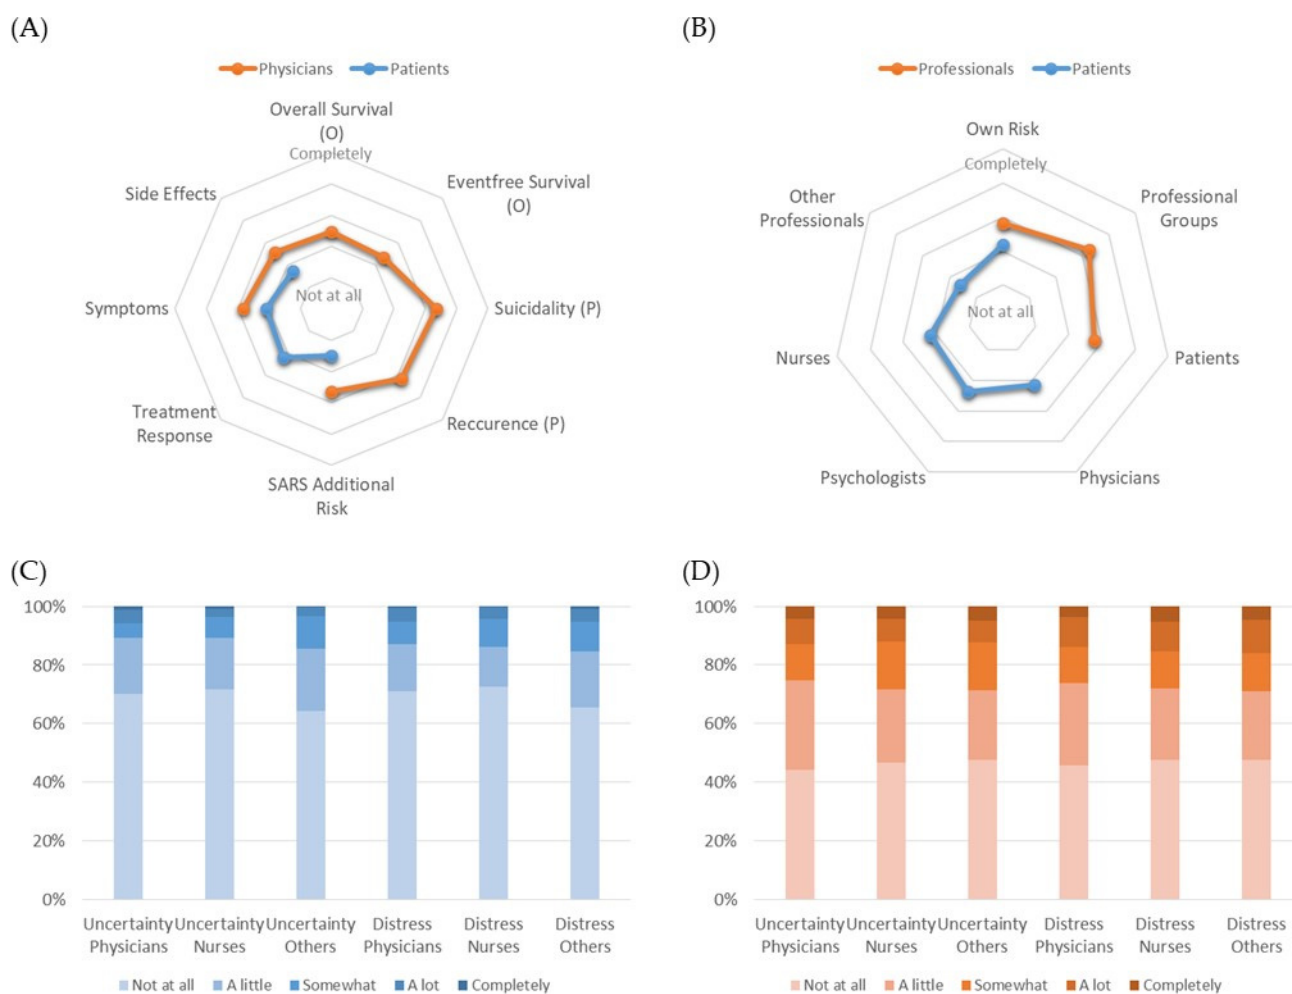 (A)
Physicians Patients
Overall Survival
(O)
Completely
Side Effects
Eventfree Survival
(O)
Not at all
Symptoms
Suicidality (P)
Treatment
Response
Reccurence (P)
SARS Additional
Risk
(B)
Professionals Patients
Own Risk
Completely
Other
Professionals
Professional
Groups
Not at all
Nurses
Patients
Psychologists
Physicians
(C)
100%
80%
60%
40%
20%
0%
Uncertainty Uncertainty Uncertainty Distress Distress Distress
Physicians Nurses Others Physicians Nurses Others
Not at all A little Somewhat A lot Completely
(D)
100%
80%
60%
40%
20%
0%
Uncertainty Uncertainty Uncertainty Distress Distress Distress
Physicians Nurses Others Physicians Nurses Others
Not at all A little Somewhat A lot Completely